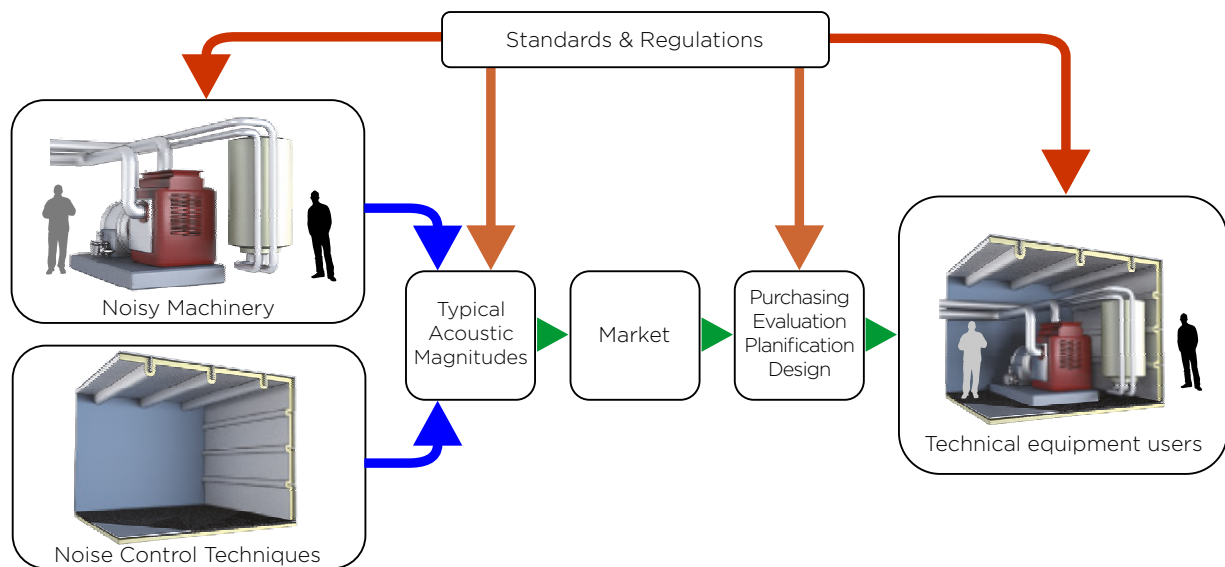 Standards & Regulations
Noisy Machinery
Typical
Acoustic
Magnitudes
Market
Purchasing
Evaluation
Planification
Design
Technical equipment users
Noise Control Techniques